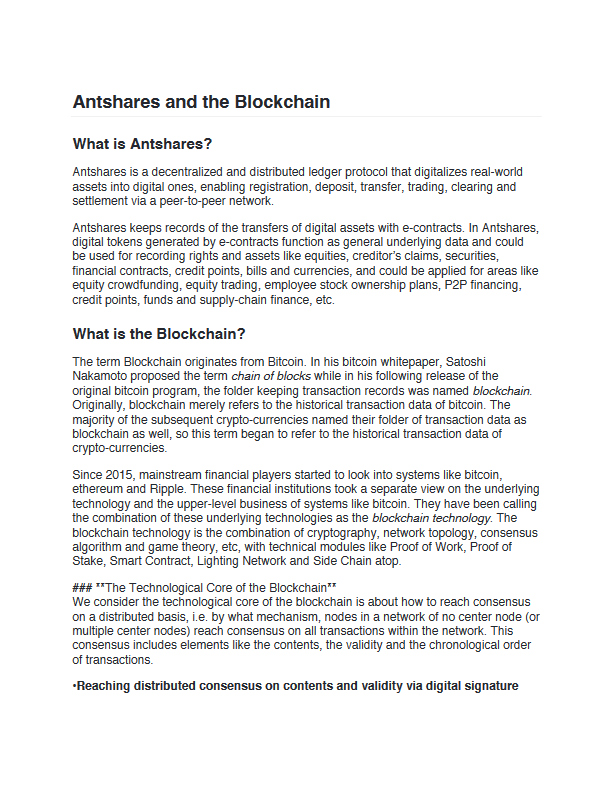 Antshares and the Blockchain
What is Antshares?
Antshares is a decentralized and distributed ledger protocol that digitalizes real-world
assets into digital ones, enabling registration, deposit, transfer, trading, clearing and
settlement via a peer-to-peer network.
Antshares keeps records of the transfers of digital assets with e-contracts. In Antshares,
digital tokens generated by e-contracts function as general underlying data and could
be used for recording rights and assets like equities, creditor's claims, securities,
financial contracts, credit points, bills and currencies, and could be applied for areas like
equity crowdfunding, equity trading, employee stock ownership plans, P2P financing,
credit points, funds and supply-chain finance, etc.
What is the Blockchain?
The term Blockchain originates from Bitcoin. In his bitcoin whitepaper, Satoshi
Nakamoto proposed the term chain of blocks while in his following release of the
original bitcoin program, the folder keeping transaction records was named blockchain.
Originally, blockchain merely refers to the historical transaction data of bitcoin. The
majority of the subsequent crypto-currencies named their folder of transaction data as
blockchain as well, so this term began to refer to the historical transaction data of
crypto-currencies.
Since 2015, mainstream financial players started to look into systems like bitcoin,
ethereum and Ripple. These financial institutions took a separate view on the underlying
technology and the upper-level business of systems like bitcoin. They have been calling
the combination of these underlying technologies as the blockchain technology. The
blockchain technology is the combination of cryptography, network topology, consensus
algorithm and game theory, etc, with technical modules like Proof of Work, Proof of
Stake, Smart Contract, Lighting Network and Side Chain atop.
### **The Technological Core of the Blockchain**
We consider the technological core of the blockchain is about how to reach consensus
on a distributed basis, i.e. by what mechanism, nodes in a network of no center node (or
multiple center nodes) reach consensus on all transactions within the network. This
consensus includes elements like the contents, the validity and the chronological order
of transactions.
•Reaching distributed consensus on contents and validity via digital signature